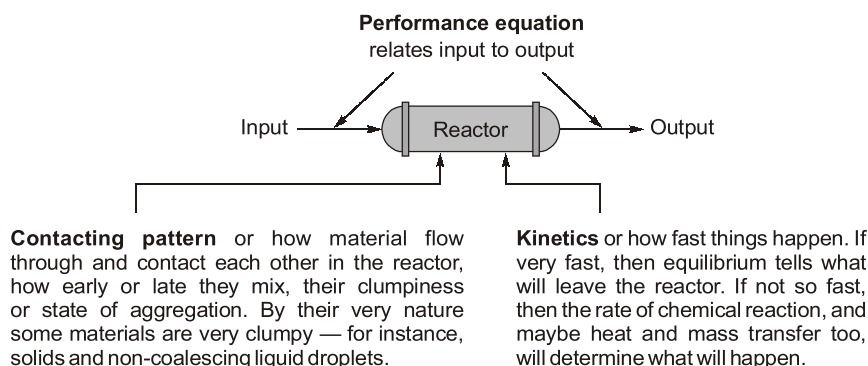 Performance equation
relates input to output
Input
Reactor
Output
Contacting pattern or how material flow
through and contact each other in the reactor,
how early or late they mix, their clumpiness
or state of aggregation. By their very nature
some materials are very clumpy — for instance,
solids and non-coalescing liquid droplets.
Kinetics or how fast things happen. If
very fast, then equilibrium tells what
will leave the reactor. If not so fast,
then the rate of chemical reaction, and
maybe heat and mass transfer too,
will determine what will happen.